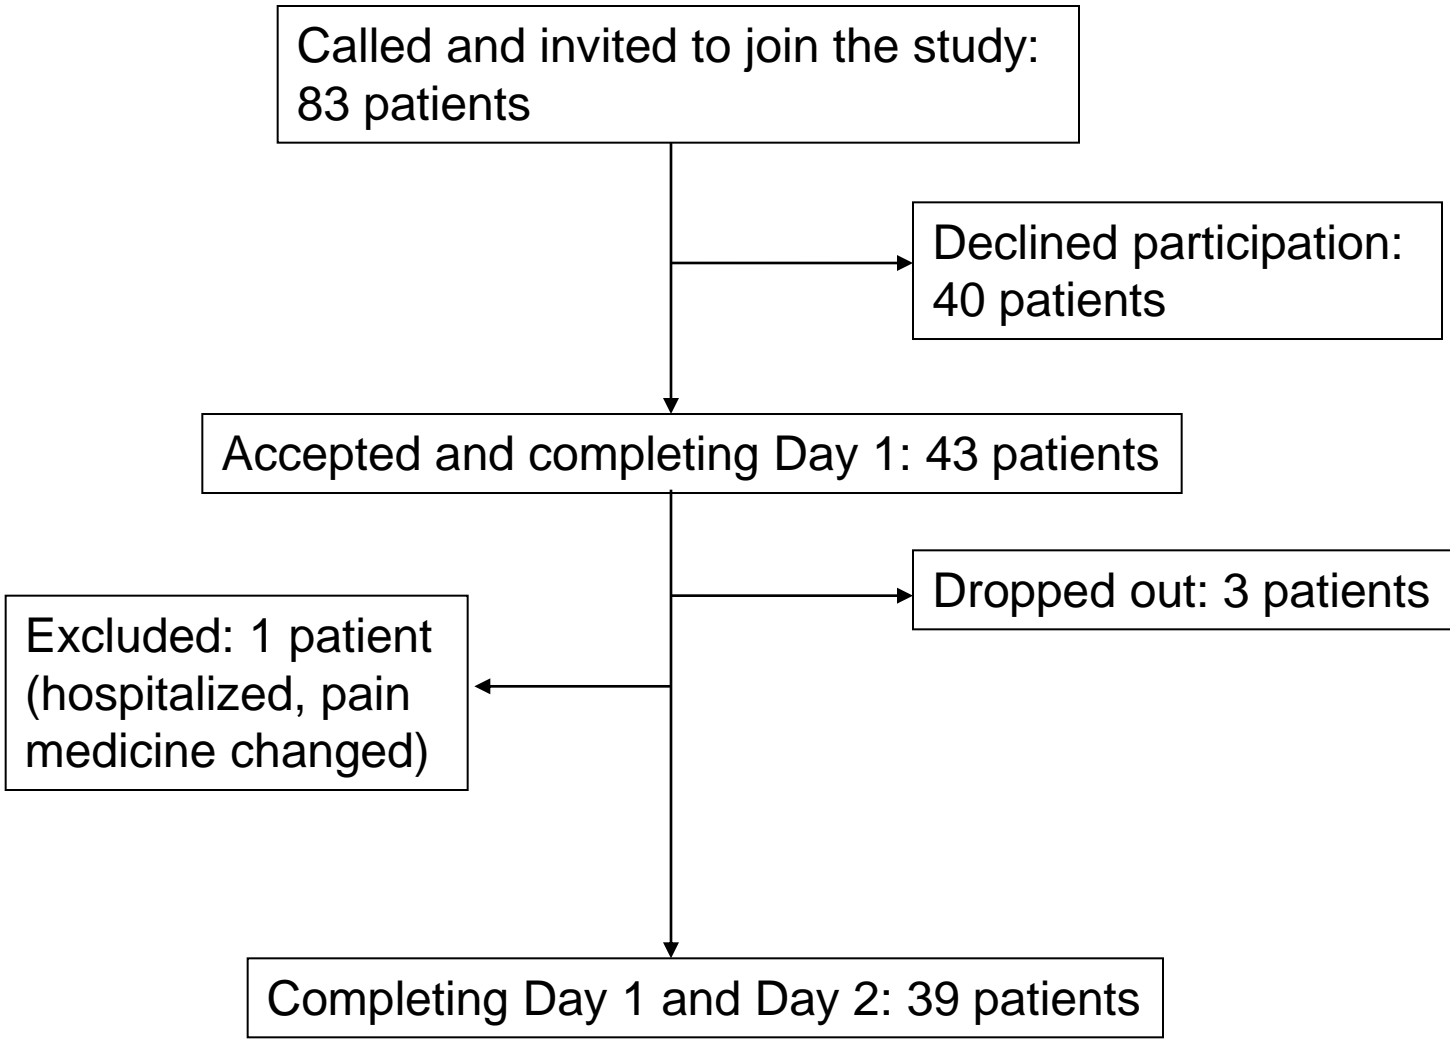 Called and invited to join the study:
83 patients
Declined participation:
40 patients
Accepted and completing Day 1: 43 patients
Dropped out: 3 patients
Excluded: 1 patient
(hospitalized, pain
medicine changed)
Completing Day 1 and Day 2: 39 patients